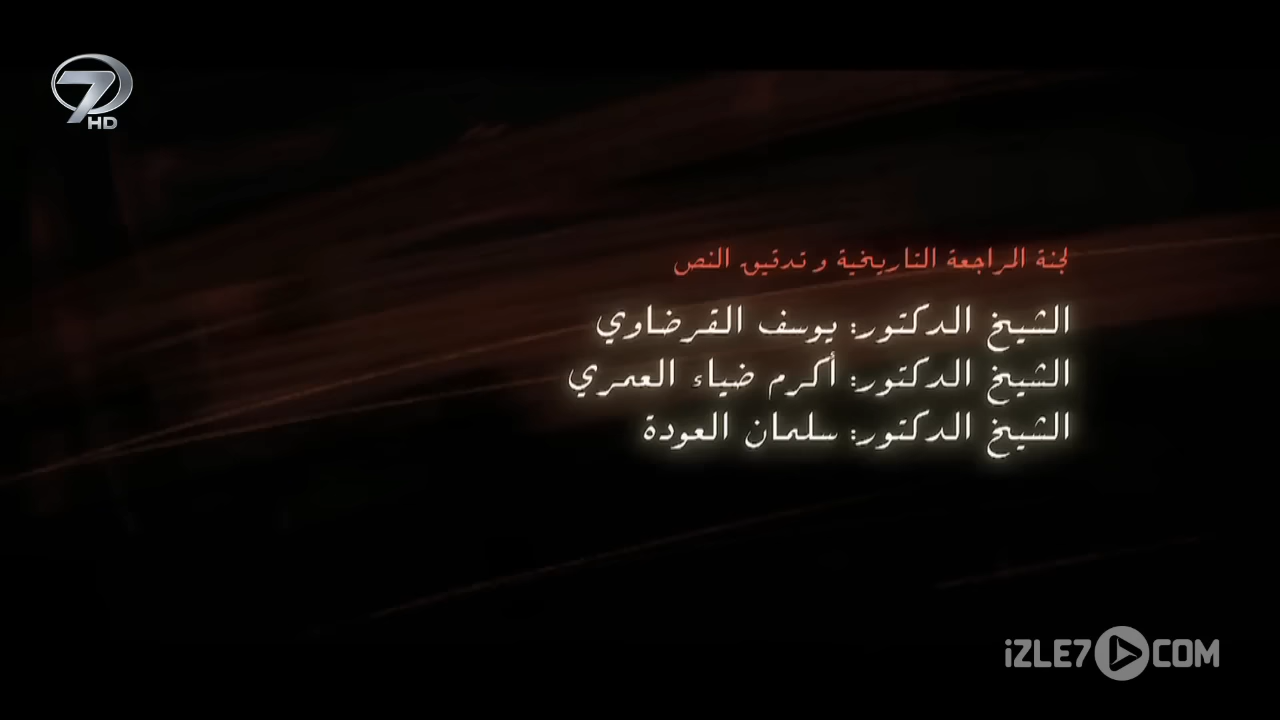 7
HD
لجنة المراجعة التاريخية و تدقيق النص
الشيخ الدكتور: يوسف القرضاوي
الشيخ الدكتور: أكرم ضياء العمري
الشيخ الدكتور: سلمان العودة
iZLE7 COM